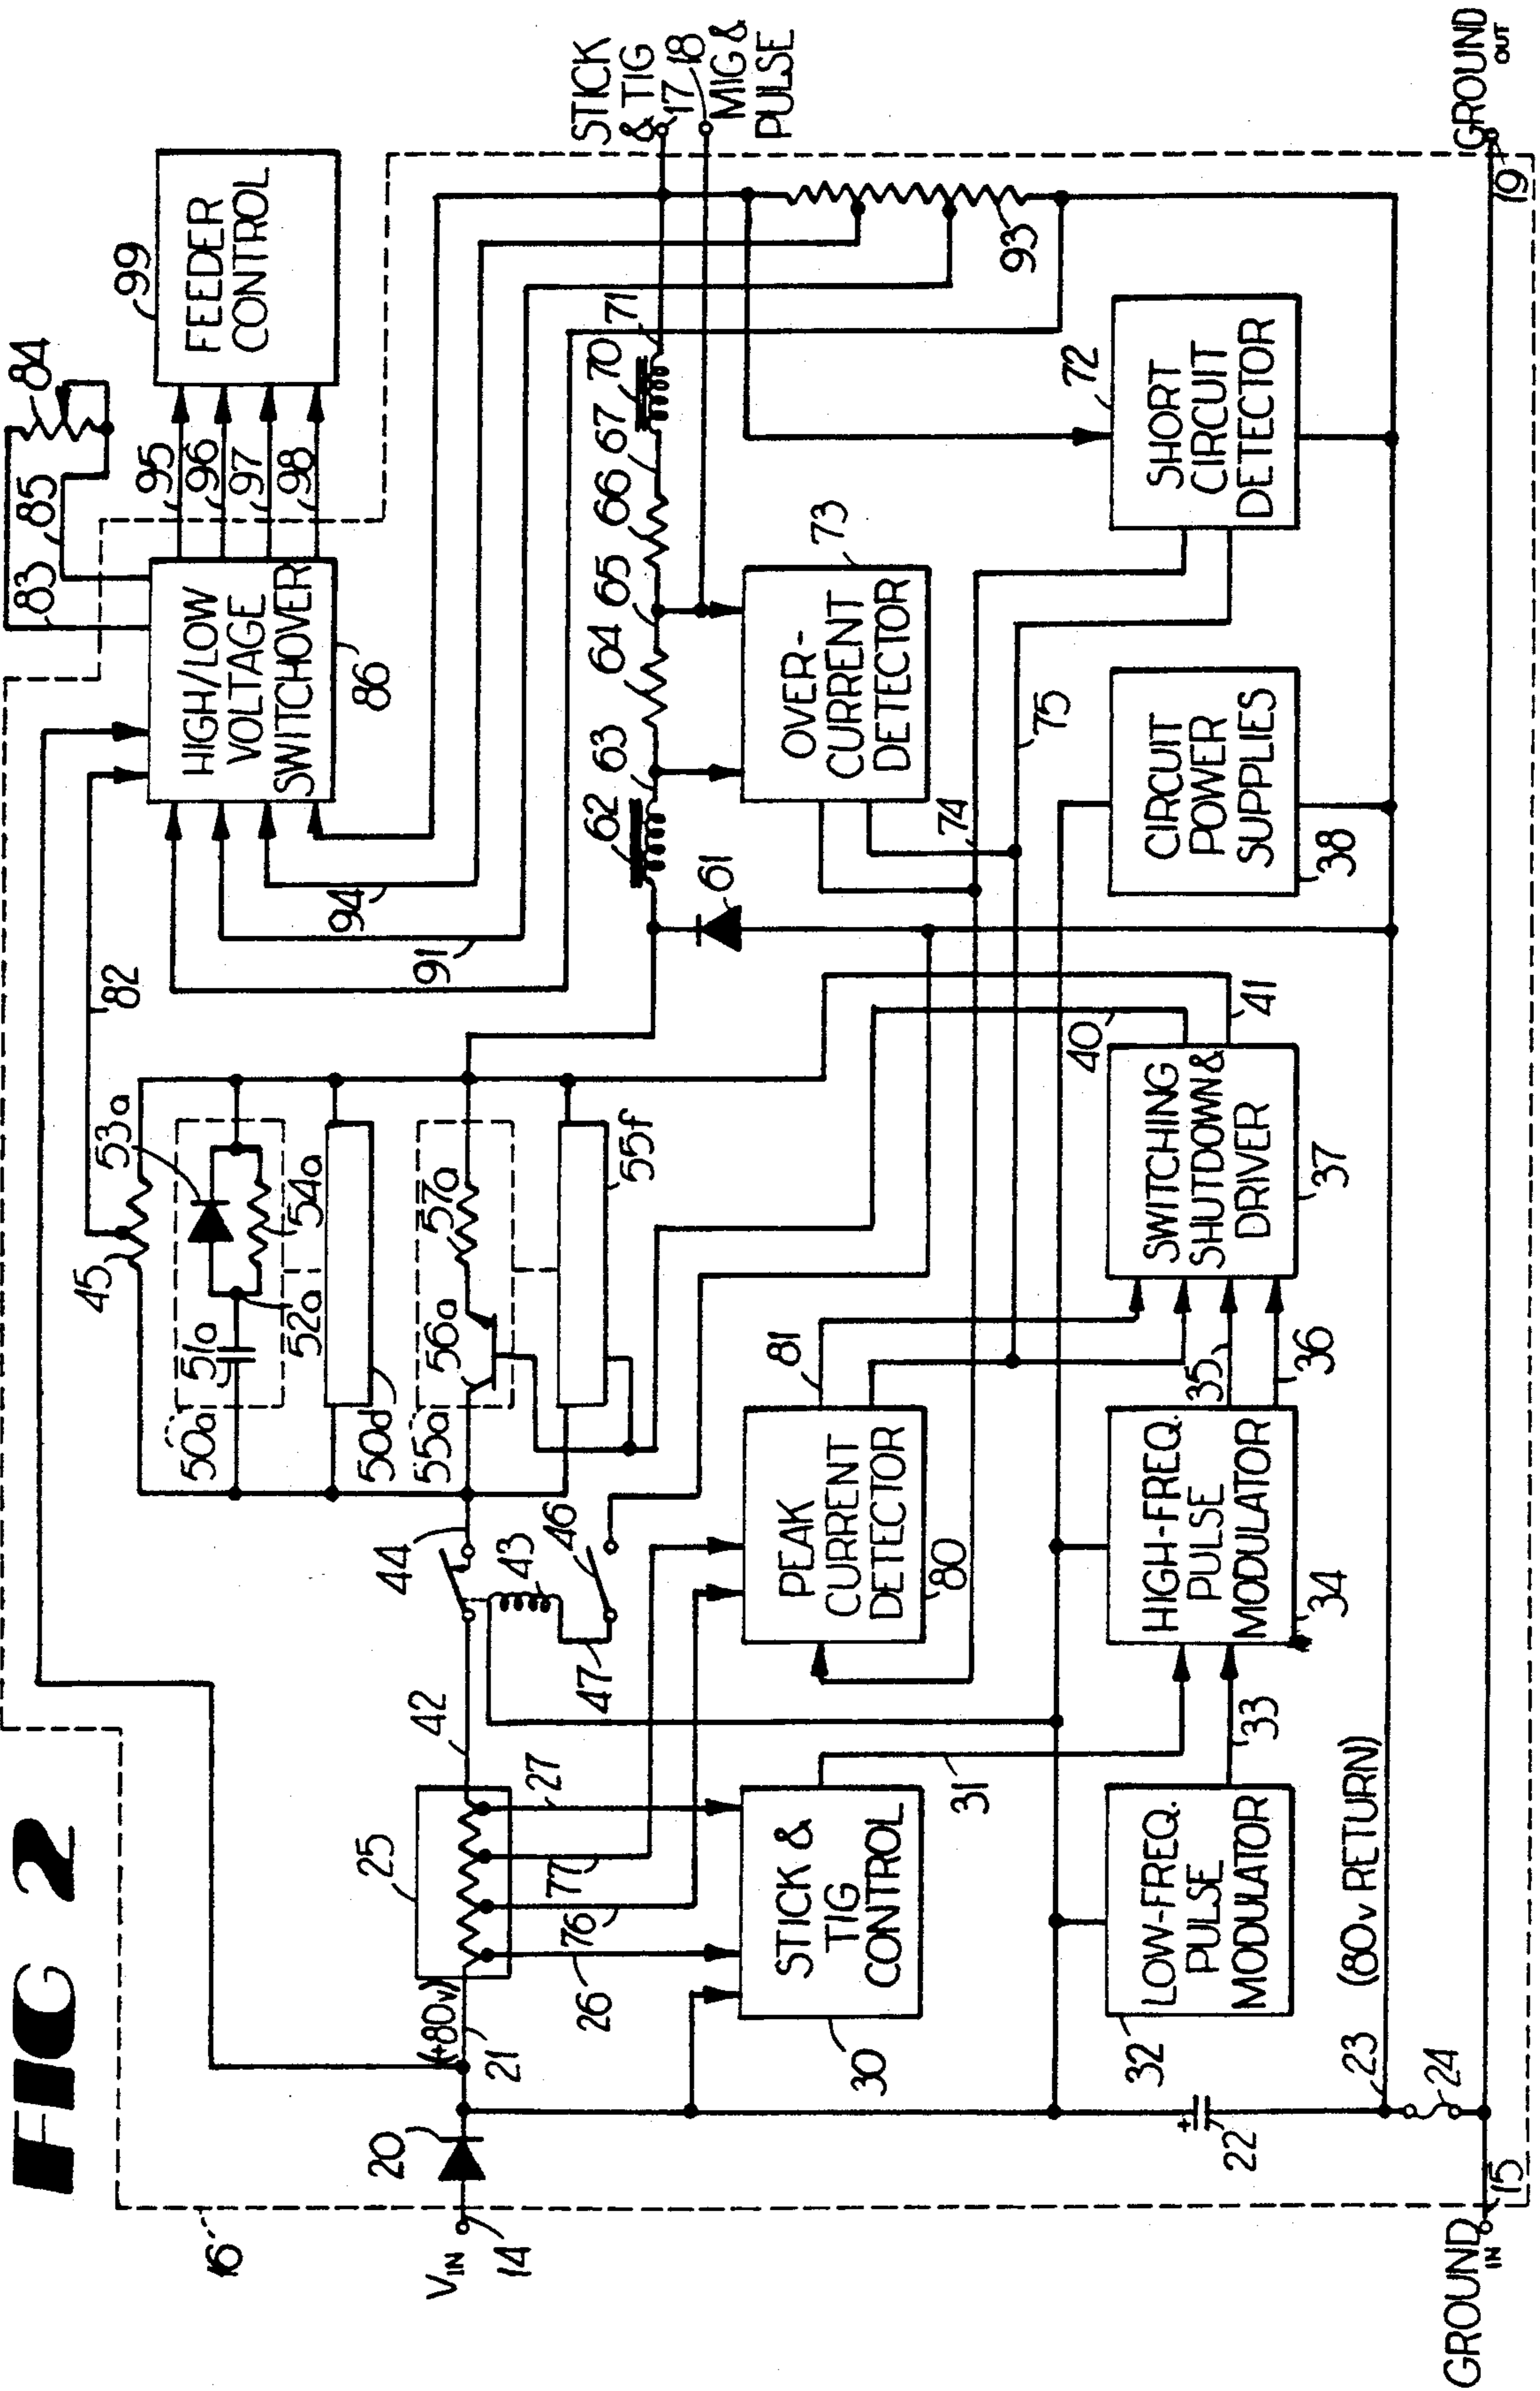 FIG 2
16
VIN
14
20
(+80v)
21
25
42
44
43
46
47
27
77
76
26
45
82
53a
54a
52a
51a
50a
50d
55a
56a
57a
55f
83
85
84
HIGH/LOW
VOLTAGE
SWITCHOVER
86
95
96
97
98
99
FEEDER
CONTROL
94
91
61
62
63
64
65
66
67
70
71
STICK
& TIG
17
18
MIG &
PULSE
93
STICK &
TIG
CONTROL
30
31
PEAK
CURRENT
DETECTOR
80
81
OVER-
CURRENT
DETECTOR
73
74
75
LOW-FREQ.
PULSE
MODULATOR
32
33
HIGH-FREQ.
PULSE
MODULATOR
34
35
36
SWITCHING
SHUTDOWN &
DRIVER
37
40
41
CIRCUIT
POWER
SUPPLIES
38
SHORT
CIRCUIT
DETECTOR
72
+
22
23
(80v RETURN)
24
15
GROUND
IN
19
GROUND
OUT